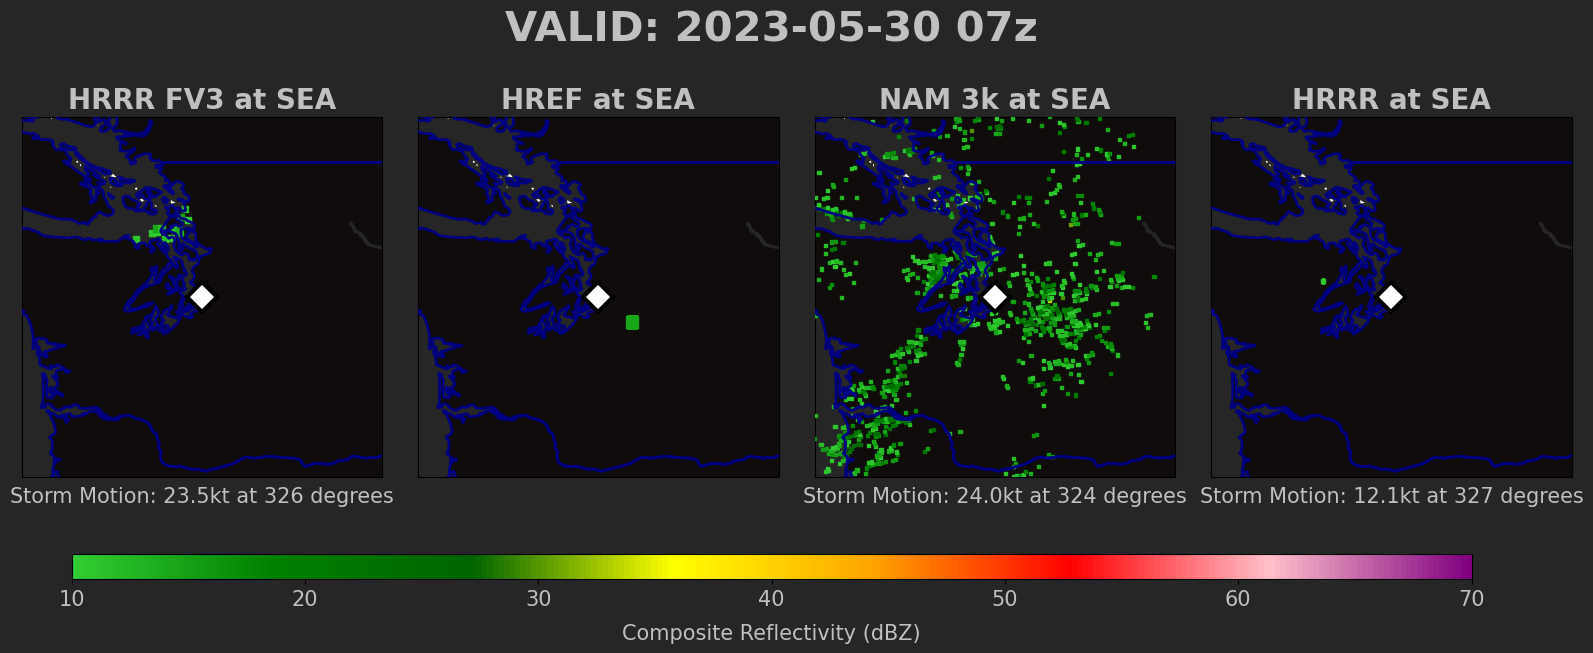 VALID: 2023-05-30 07z
HRRR FV3 at SEA
HREF at SEA
NAM 3k at SEA
HRRR at SEA
Storm Motion: 23.5kt at 326 degrees
Storm Motion: 24.0kt at 324 degrees
Storm Motion: 12.1kt at 327 degrees
10 20 30 40 50 60 70
Composite Reflectivity (dBZ)